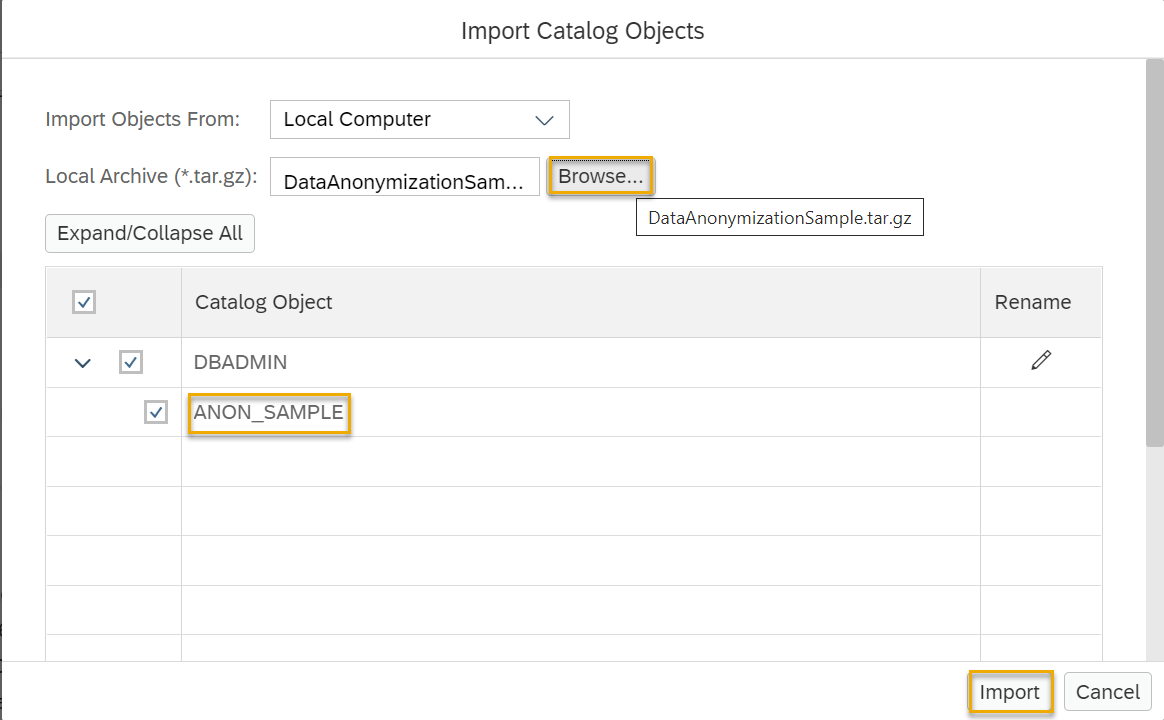 Import Catalog Objects
Import Objects From: Local Computer
Local Archive (*.tar.gz): DataAnonymizationSam... Browse...
DataAnonymizationSample.tar.gz
Expand/Collapse All
Catalog Object Rename
DBADMIN
ANON_SAMPLE
Import Cancel